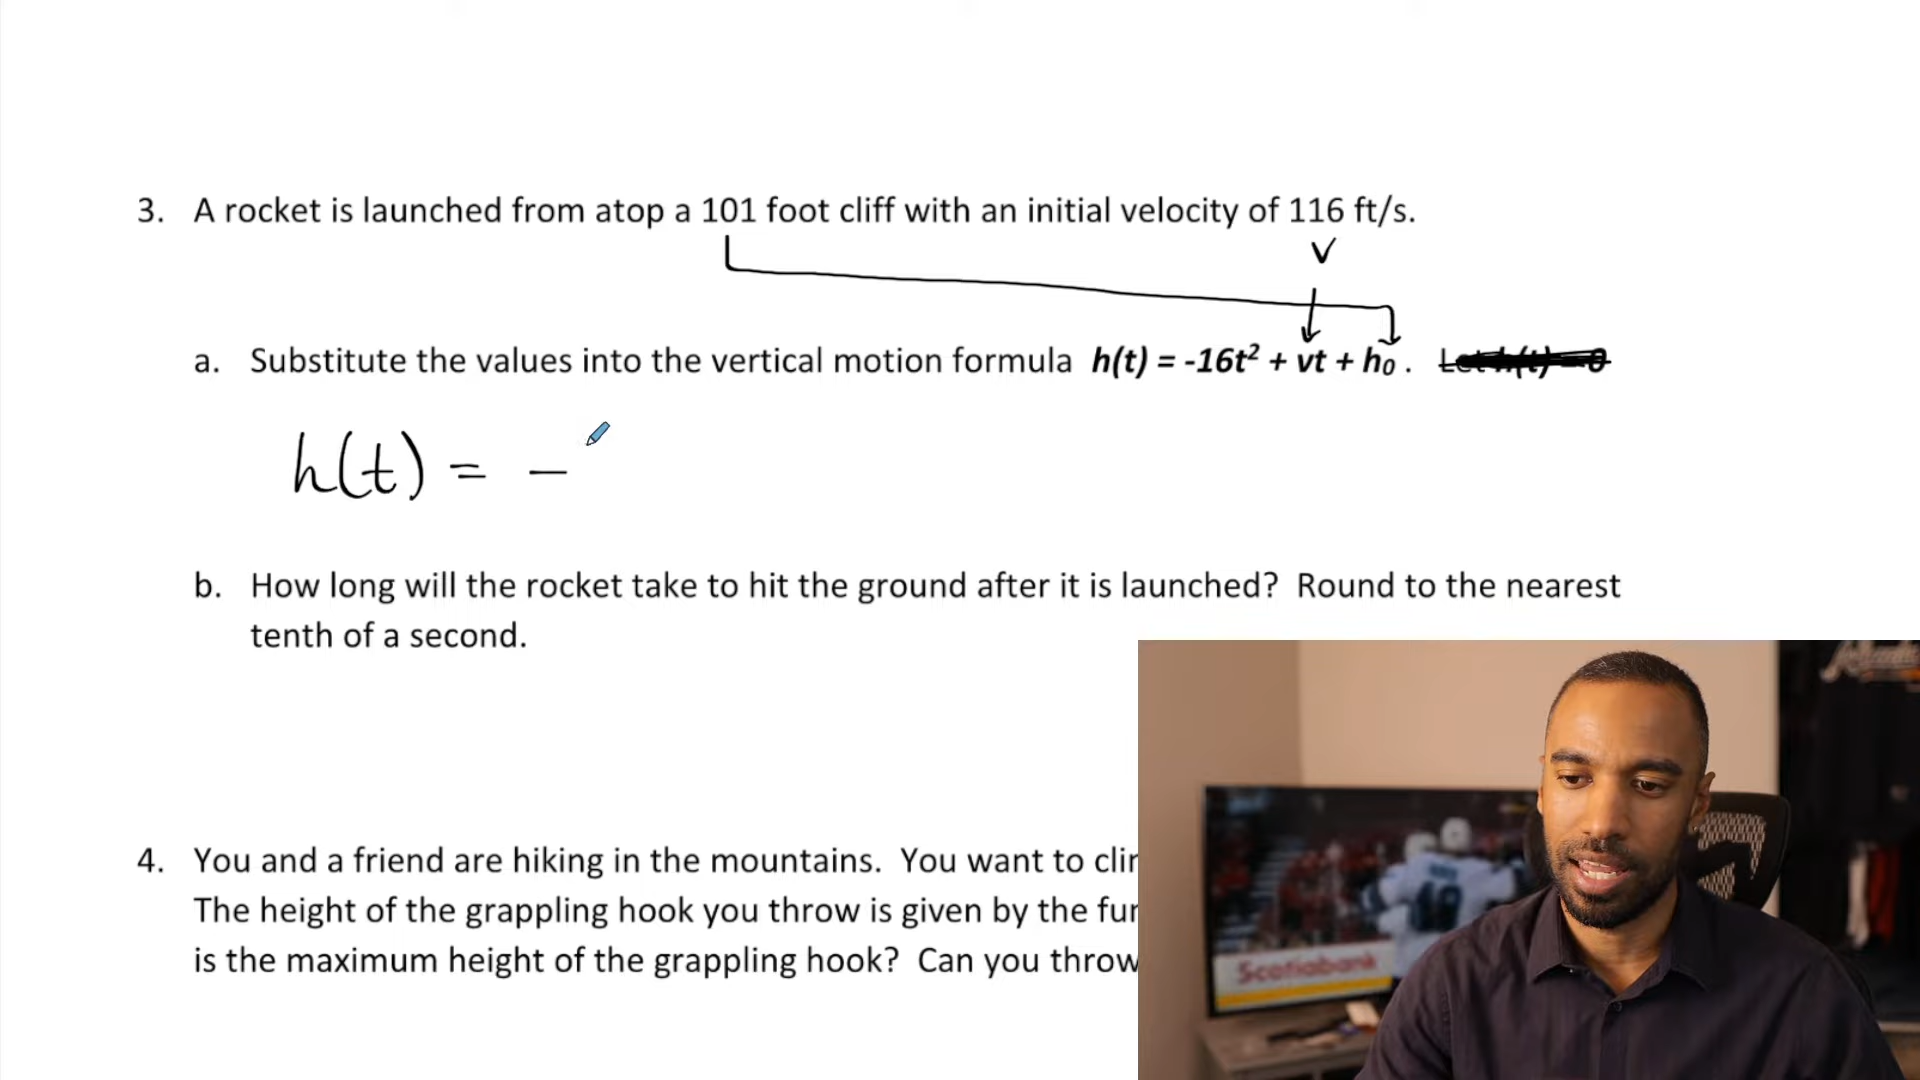 3. A rocket is launched from atop a 101 foot cliff with an initial velocity of 116 ft/s.
v
a. Substitute the values into the vertical motion formula h(t) = -16t² + vt + h₀ . Let h(t) = 0
h(t) = −
b. How long will the rocket take to hit the ground after it is launched? Round to the nearest
tenth of a second.
4. You and a friend are hiking in the mountains. You want to
The height of the grappling hook you throw is given by the
is the maximum height of the grappling hook? Can you throw
Scotiabank